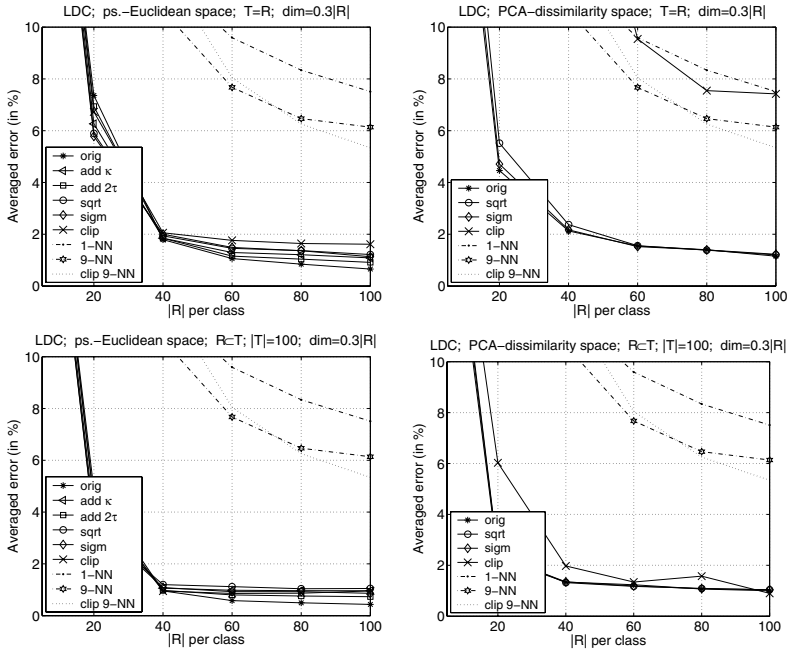 LDC; ps.-Euclidean space; T=R; dim=0.3|R|
Averaged error (in %)
10
8
6
4
2
0
orig
add κ
add 2τ
sqrt
sigm
clip
1-NN
9-NN
clip 9-NN
20 40 60 80 100
|R| per class
LDC; PCA-dissimilarity space; T=R; dim=0.3|R|
Averaged error (in %)
10
8
6
4
2
0
orig
sqrt
sigm
clip
1-NN
9-NN
clip 9-NN
20 40 60 80 100
|R| per class
LDC; ps.-Euclidean space; R⊂T; |T|=100; dim=0.3|R|
Averaged error (in %)
10
8
6
4
2
0
orig
add κ
add 2τ
sqrt
sigm
clip
1-NN
9-NN
clip 9-NN
20 40 60 80 100
|R| per class
LDC; PCA-dissimilarity space; R⊂T; |T|=100; dim=0.3|R|
Averaged error (in %)
10
8
6
4
2
0
orig
sqrt
sigm
clip
1-NN
9-NN
clip 9-NN
20 40 60 80 100
|R| per class